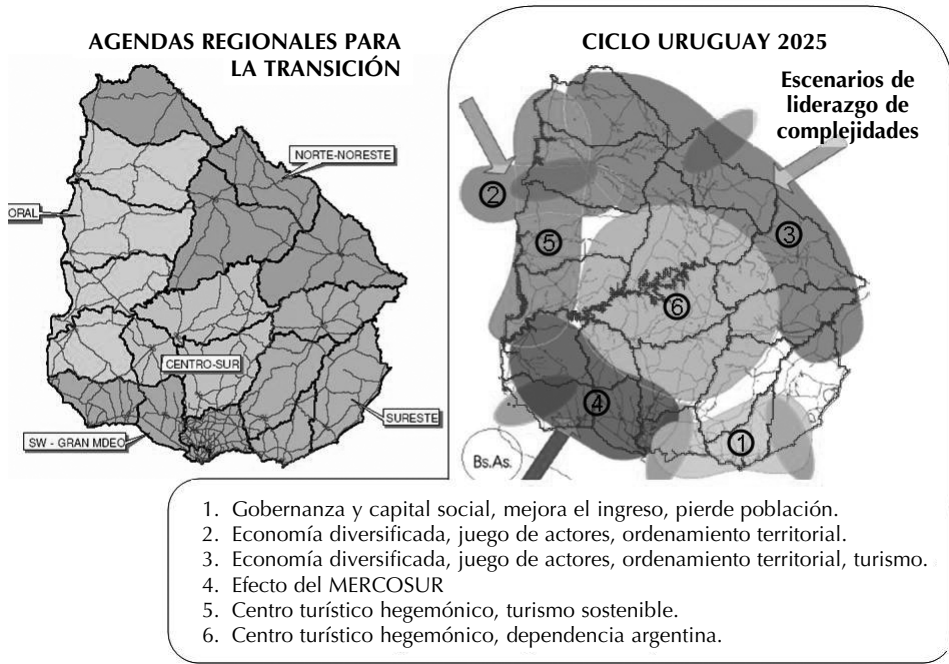 AGENDAS REGIONALES PARA
LA TRANSICIÓN
NORTE-NORESTE
ORAL
CENTRO-SUR
SURESTE
SW - GRAN MDEO
CICLO URUGUAY 2025
Escenarios de
liderazgo de
complejidades
2
3
5
6
4
1
Bs.As.
1. Gobernanza y capital social, mejora el ingreso, pierde población.
2. Economía diversificada, juego de actores, ordenamiento territorial.
3. Economía diversificada, juego de actores, ordenamiento territorial, turismo.
4. Efecto del MERCOSUR
5. Centro turístico hegemónico, turismo sostenible.
6. Centro turístico hegemónico, dependencia argentina.